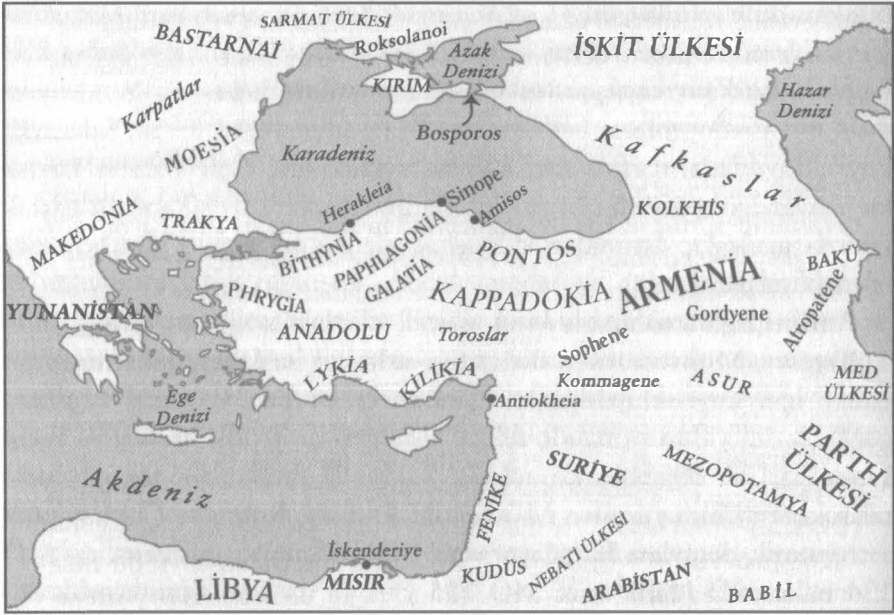 SARMAT ÜLKESİ
BASTARNAİ
Roksolanoi
Azak
Denizi
İSKİT ÜLKESİ
Hazar
Denizi
KIRIM
Karpatlar
Bosporos
MOESİA
Karadeniz
Kafkaslar
Sinope
Herakleia
Amisos
KOLKHİS
MAKEDONIA
TRAKYA
BİTHYNİA
PAPHLAGONİA
PONTOS
GALATİA
BAKÜ
PHRYGİA
KAPPADOKİA
ARMENİA
Atropattene
YUNANİSTAN
Gordyene
ANADOLU
Toroslar
Sophene
LYKİA
KİLİKİA
Kommagene
ASUR
MED
ÜLKESİ
Ege
Denizi
Antiokheia
PARTH
ÜLKESİ
SURİYE
MEZOPOTAMYA
Akdeniz
FENİKE
İskenderiye
NEBATİ ÜLKESİ
KUDÜS
LİBYA
MISIR
ARABİSTAN
BABİL